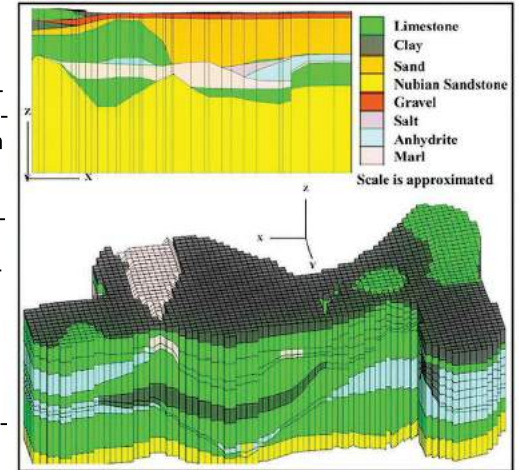 Limestone
Clay
Sand
Nubian Sandstone
Gravel
Salt
Anhydrite
Marl
Scale is approximated
Z
Y
X
Z
X
Y